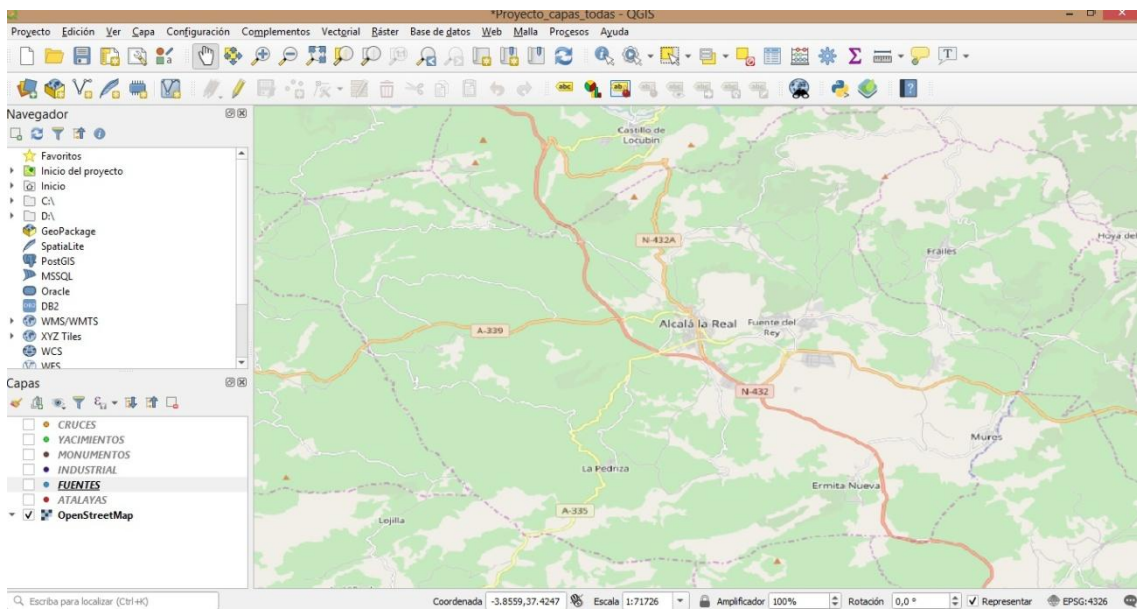 *Proyecto_capas_todas - QGIS
Proyecto Edición Ver Capa Configuración Complementos Vectorial Ráster Base de datos Web Malla Procesos Ayuda
Navegador
Favoritos
Inicio del proyecto
Inicio
C:\
D:\
GeoPackage
SpatiaLite
PostGIS
MSSQL
Oracle
DB2
WMS/WMTS
XYZ Tiles
WCS
WFS
Capas
CRUCES
YACIMIENTOS
MONUMENTOS
INDUSTRIAL
FUENTES
ATALAYAS
OpenStreetMap
Castillo de
Locubín
N-432A
Frailes
Hoya del
A-339
Alcalá la Real
Fuente del
Rey
N-432
Mures
La Pedriza
Ermita Nueva
A-335
Lojilla
Escriba para localizar (Ctrl+K)
Coordenada -3.8559,37.4247 Escala 1:71726 Amplificador 100% Rotación 0,0 ° Representar EPSG:4326